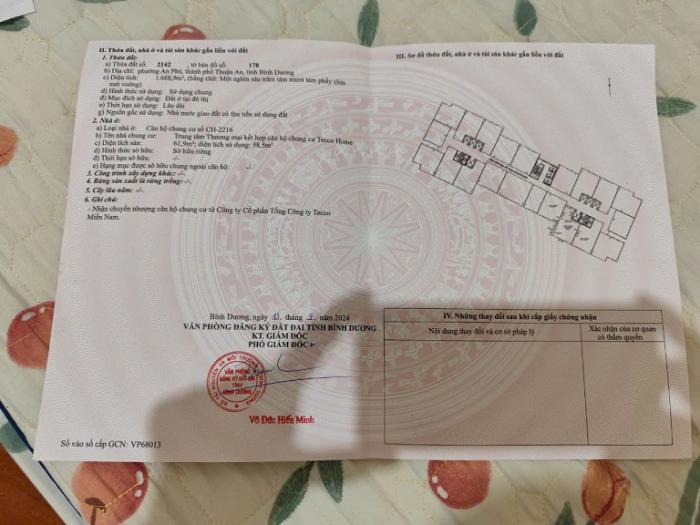 II. Thửa đất, nhà ở và tài sản khác gắn liền với đất
1. Thửa đất:
a) Thửa đất số: 2142 , tờ bản đồ số: 178
b) Địa chỉ: phường An Phú, thành phố Thuận An, tỉnh Bình Dương
c) Diện tích: 1.688,9m², (bằng chữ: Một nghìn sáu trăm tám mươi tám phẩy chín
mét vuông)
d) Hình thức sử dụng: Sử dụng chung
đ) Mục đích sử dụng: Đất ở tại đô thị
e) Thời hạn sử dụng: Lâu dài
g) Nguồn gốc sử dụng: Nhà nước giao đất có thu tiền sử dụng đất
2. Nhà ở:
a) Loại nhà ở: Căn hộ chung cư số CH-2216
b) Tên nhà chung cư: Trung tâm Thương mại kết hợp căn hộ chung cư Tecco Home
c) Diện tích sàn: 61,9m²; diện tích sử dụng: 58,5m²
d) Hình thức sở hữu: Sở hữu riêng
đ) Thời hạn sở hữu: -/-
e) Hạng mục được sở hữu chung ngoài căn hộ: -/-
3. Công trình xây dựng khác: -/-
4. Rừng sản xuất là rừng trồng: -/-
5. Cây lâu năm: -/-
6. Ghi chú:
- Nhận chuyển nhượng căn hộ chung cư từ Công ty Cổ phần Tổng Công ty Tecco
Miền Nam.
Bình Dương, ngày tháng 9 năm 2024
VĂN PHÒNG ĐĂNG KÝ ĐẤT ĐAI TỈNH BÌNH DƯƠNG
KT. GIÁM ĐỐC
PHÓ GIÁM ĐỐC
VĂN PHÒNG
ĐĂNG KÝ ĐẤT ĐAI
TỈNH
BÌNH DƯƠNG
Võ Đức Hiển Minh
Số vào sổ cấp GCN: VP68013
III. Sơ đồ thửa đất, nhà ở và tài sản khác gắn liền với đất
IV. Những thay đổi sau khi cấp giấy chứng nhận
Nội dung thay đổi và cơ sở pháp lý
Xác nhận của cơ quan
có thẩm quyền